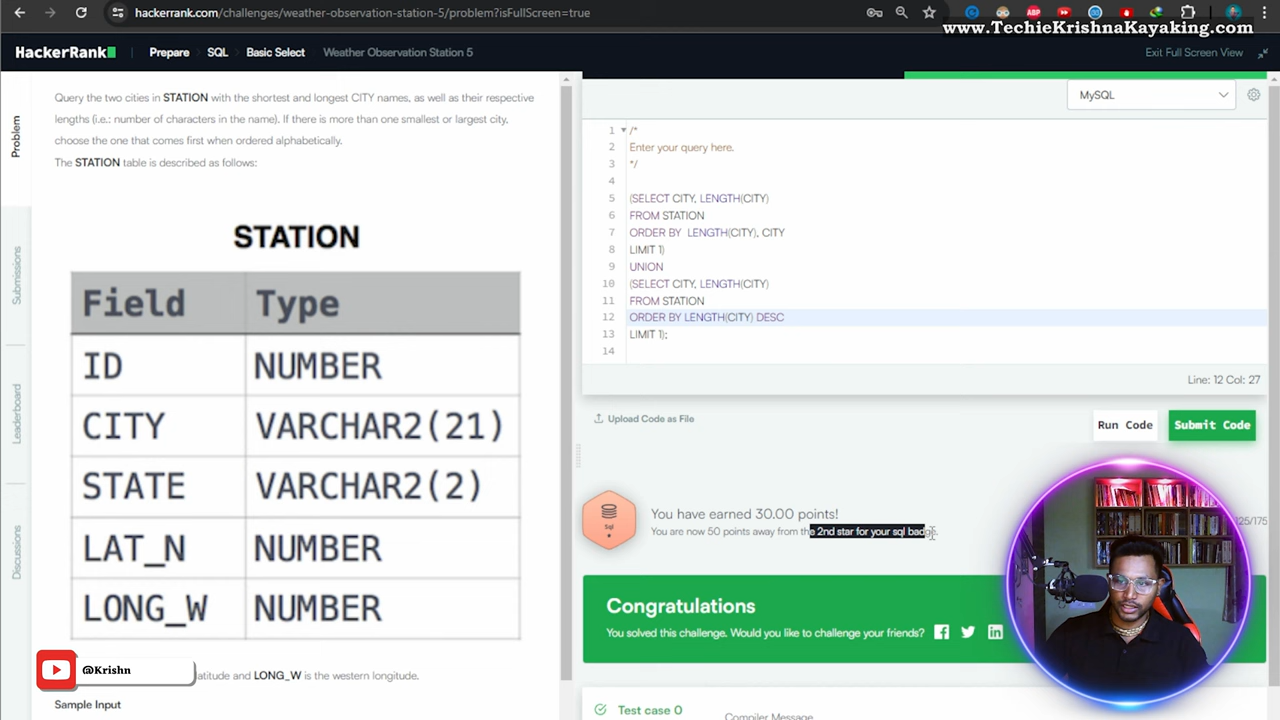 hackerrank.com/challenges/weather-observation-station-5/problem?isFullScreen=true
www.TechieKrishnaKayaking.com
HackerRank
Prepare
SQL
Basic Select
Weather Observation Station 5
Exit Full Screen View
Problem
Submissions
Leaderboard
Discussions
Query the two cities in STATION with the shortest and longest CITY names, as well as their respective
lengths (i.e.: number of characters in the name). If there is more than one smallest or largest city,
choose the one that comes first when ordered alphabetically.
The STATION table is described as follows:
STATION
Field Type
ID NUMBER
CITY VARCHAR2(21)
STATE VARCHAR2(2)
LAT_N NUMBER
LONG_W NUMBER
@Krishn
atitude and LONG_W is the western longitude.
Sample Input
MySQL
1 /*
2 Enter your query here.
3 */
4
5 (SELECT CITY, LENGTH(CITY)
6 FROM STATION
7 ORDER BY  LENGTH(CITY), CITY
8 LIMIT 1)
9 UNION
10 (SELECT CITY, LENGTH(CITY)
11 FROM STATION
12 ORDER BY LENGTH(CITY) DESC
13 LIMIT 1);
14
Line: 12 Col: 27
Upload Code as File
Run Code
Submit Code
Sql
You have earned 30.00 points!
You are now 50 points away from the 2nd star for your sql badge.
125/175
Congratulations
You solved this challenge. Would you like to challenge your friends?
Test case 0
Compiler Message